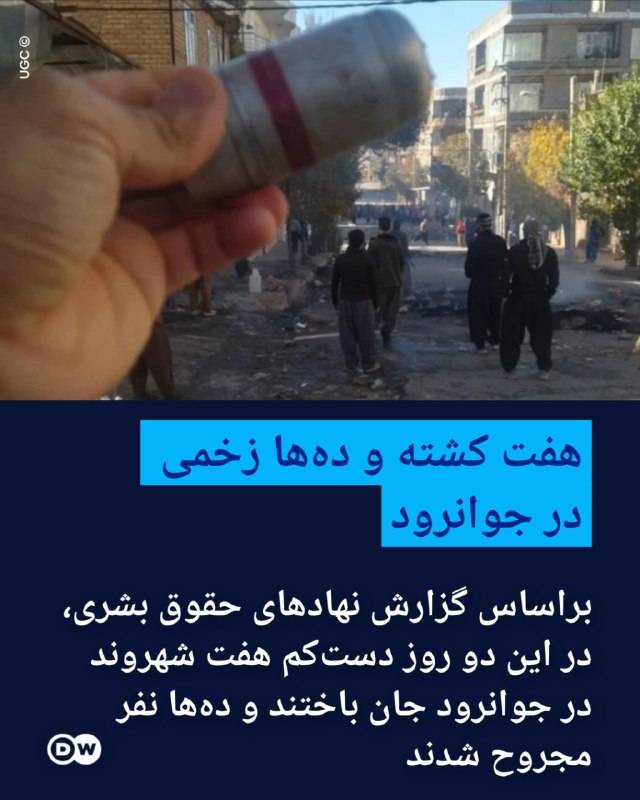 UGC ©
هفت کشته و ده‌ها زخمی
در جوانرود
براساس گزارش نهادهای حقوق بشری،
در این دو روز دست‌کم هفت شهروند
در جوانرود جان باختند و ده‌ها نفر
مجروح شدند
DW